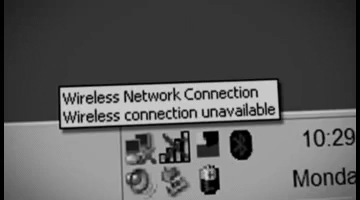 Wireless Network Connection
Wireless connection unavailable
10:29
Monda